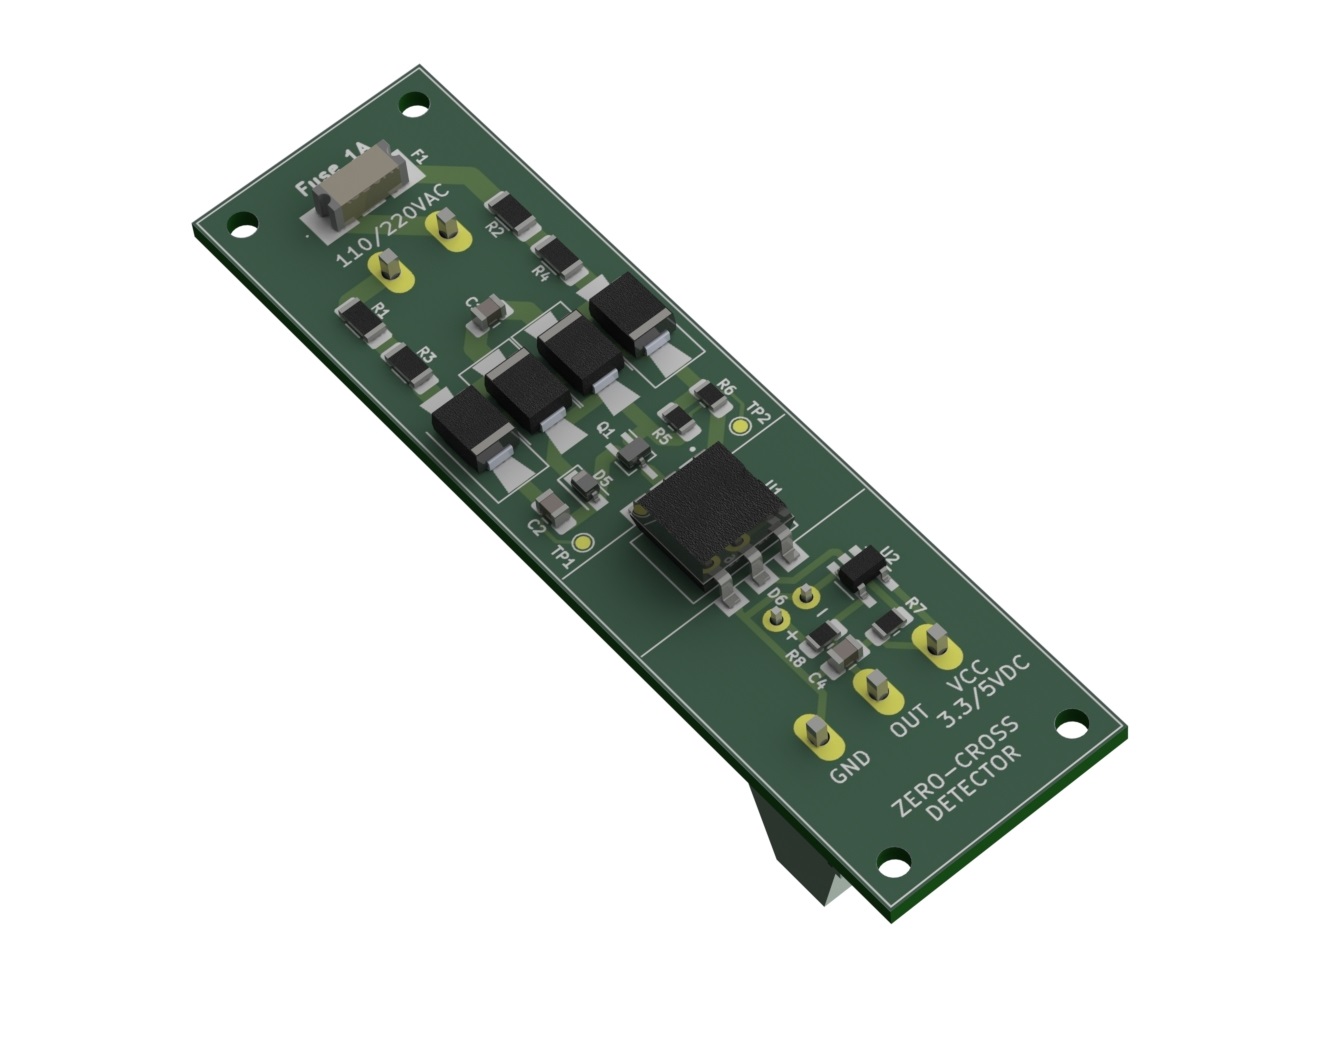 Fuse 1A
F1
110/220VAC
R2
R4
R1
R3
R6
TP2
R5
Q1
D5
C2
TP1
U1
U2
D6
R7
+
−
R8
C4
VCC
3.3/5VDC
OUT
GND
ZERO-CROSS
DETECTOR